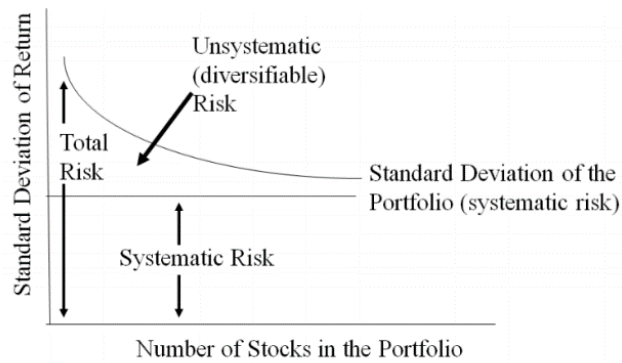 Standard Deviation of Return
Unsystematic
(diversifiable)
Risk
Total
Risk
Standard Deviation of the
Portfolio (systematic risk)
Systematic Risk
Number of Stocks in the Portfolio